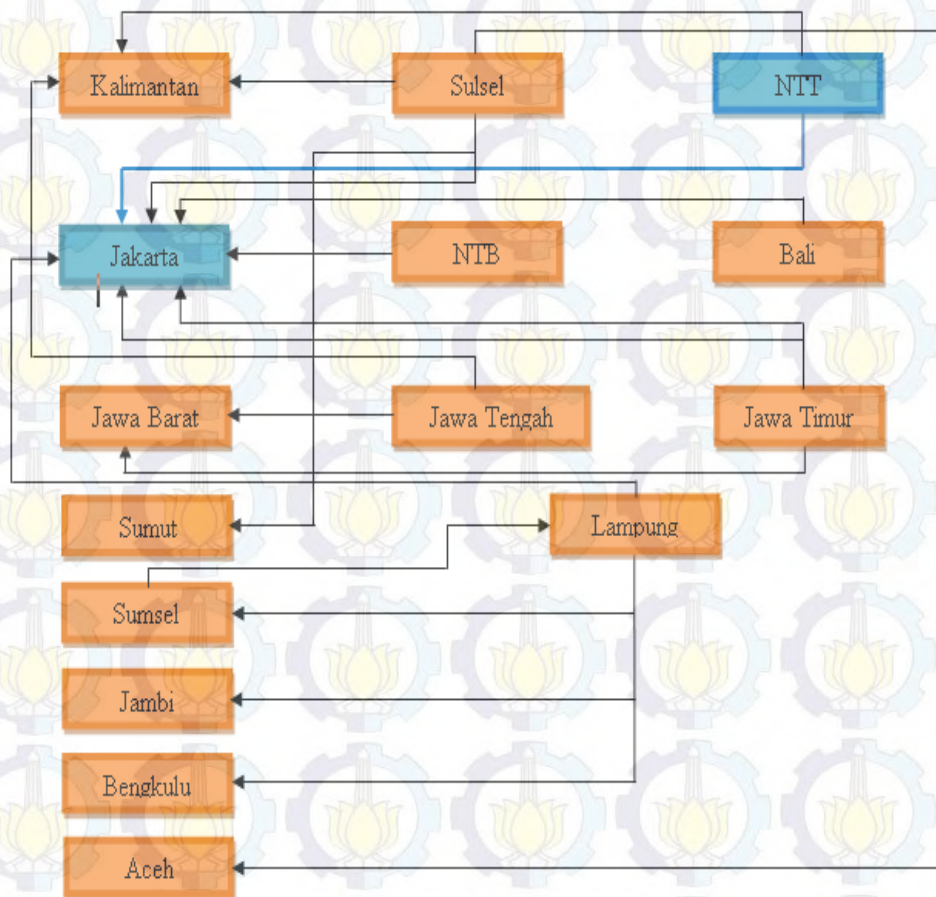 Kalimantan
Sulsel
NTT
Jakarta
NTB
Bali
Jawa Barat
Jawa Tengah
Jawa Timur
Sumut
Lampung
Sumsel
Jambi
Bengkulu
Aceh